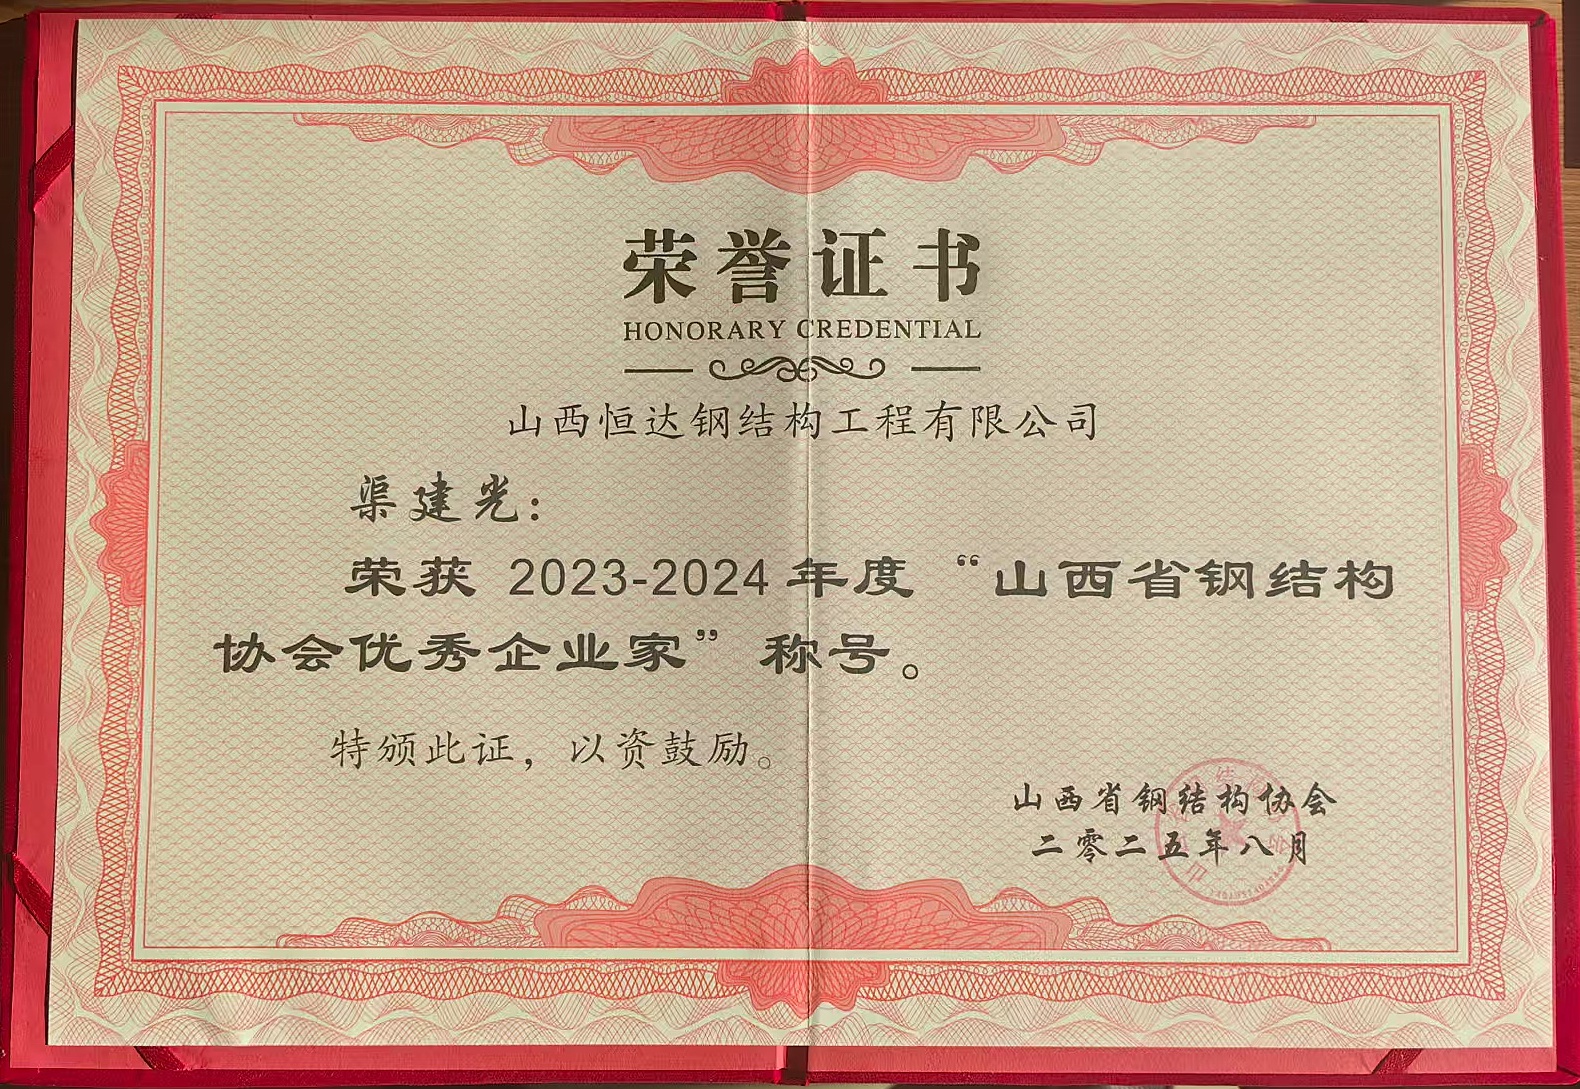 荣誉证书
HONORARY CREDENTIAL
山西恒达钢结构工程有限公司
渠建光：
荣获 2023-2024 年度“山西省钢结构
协会优秀企业家”称号。
特颁此证，以资鼓励。
山西省钢结构协会
二零二五年八月